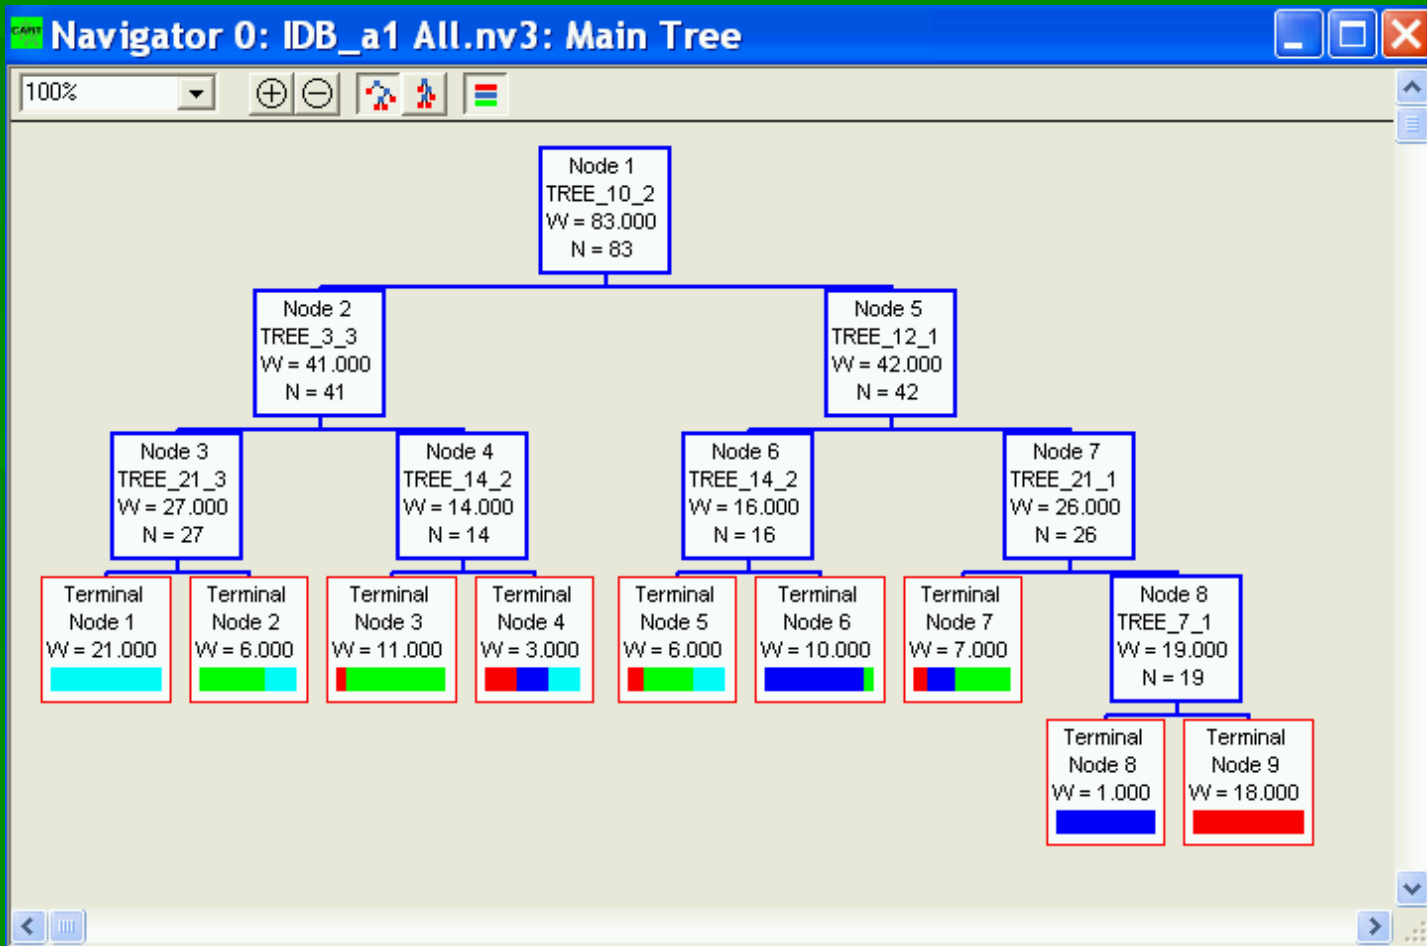 CART
Navigator 0: IDB_a1 All.nv3: Main Tree
100%
Node 1
TREE_10_2
W = 83.000
N = 83
Node 2
TREE_3_3
W = 41.000
N = 41
Node 5
TREE_12_1
W = 42.000
N = 42
Node 3
TREE_21_3
W = 27.000
N = 27
Node 4
TREE_14_2
W = 14.000
N = 14
Node 6
TREE_14_2
W = 16.000
N = 16
Node 7
TREE_21_1
W = 26.000
N = 26
Terminal
Node 1
W = 21.000
Terminal
Node 2
W = 6.000
Terminal
Node 3
W = 11.000
Terminal
Node 4
W = 3.000
Terminal
Node 5
W = 6.000
Terminal
Node 6
W = 10.000
Terminal
Node 7
W = 7.000
Node 8
TREE_7_1
W = 19.000
N = 19
Terminal
Node 8
W = 1.000
Terminal
Node 9
W = 18.000